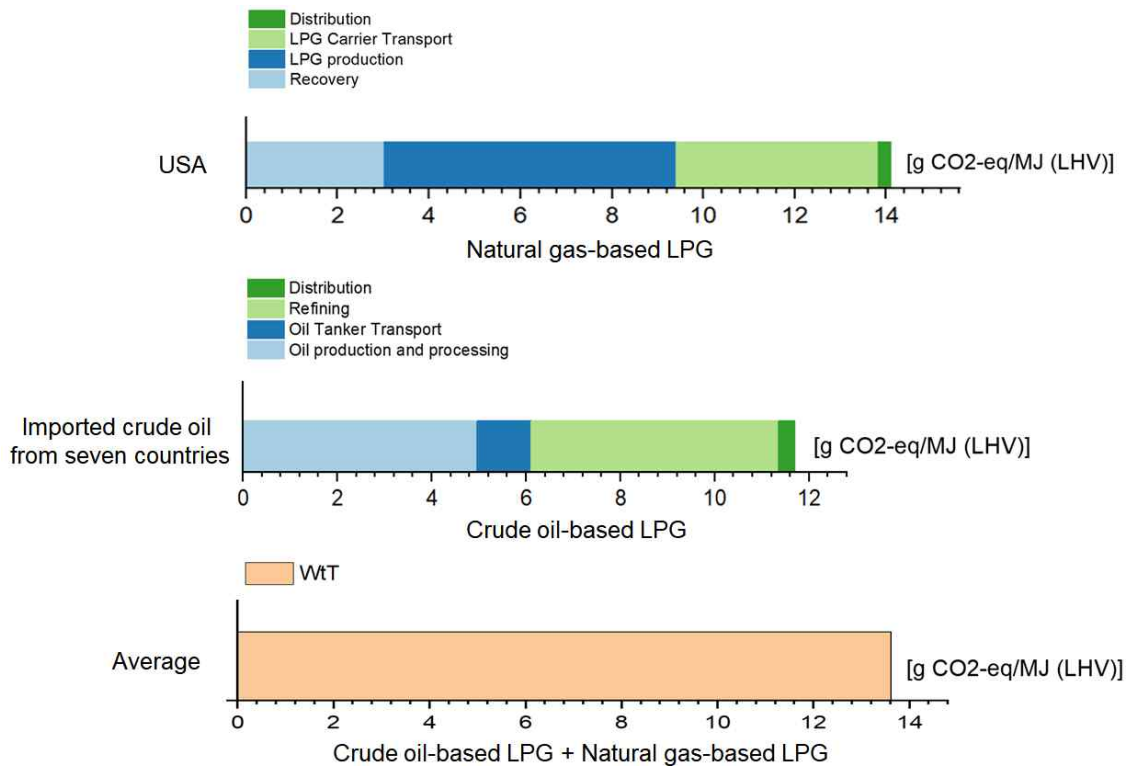 Distribution
LPG Carrier Transport
LPG production
Recovery
USA
[g CO2-eq/MJ (LHV)]
0 2 4 6 8 10 12 14
Natural gas-based LPG
Distribution
Refining
Oil Tanker Transport
Oil production and processing
Imported crude oil
from seven countries
[g CO2-eq/MJ (LHV)]
0 2 4 6 8 10 12
Crude oil-based LPG
WtT
Average
[g CO2-eq/MJ (LHV)]
0 2 4 6 8 10 12 14
Crude oil-based LPG + Natural gas-based LPG